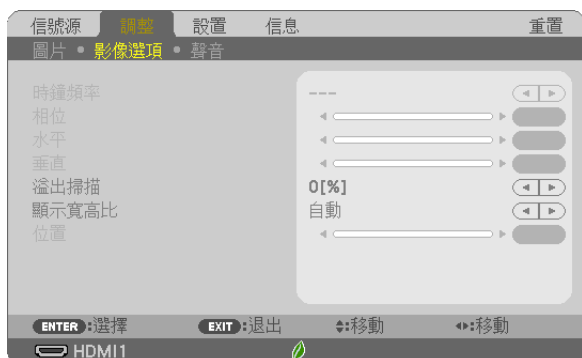 信號源 調整 設置 信息 重置
圖片 • 影像選項 • 聲音
時鐘頻率 ---
相位
水平
垂直
溢出掃描 0[%]
顯示寬高比 自動
位置
ENTER:選擇 EXIT:退出 :移動 :移動
HDMI1